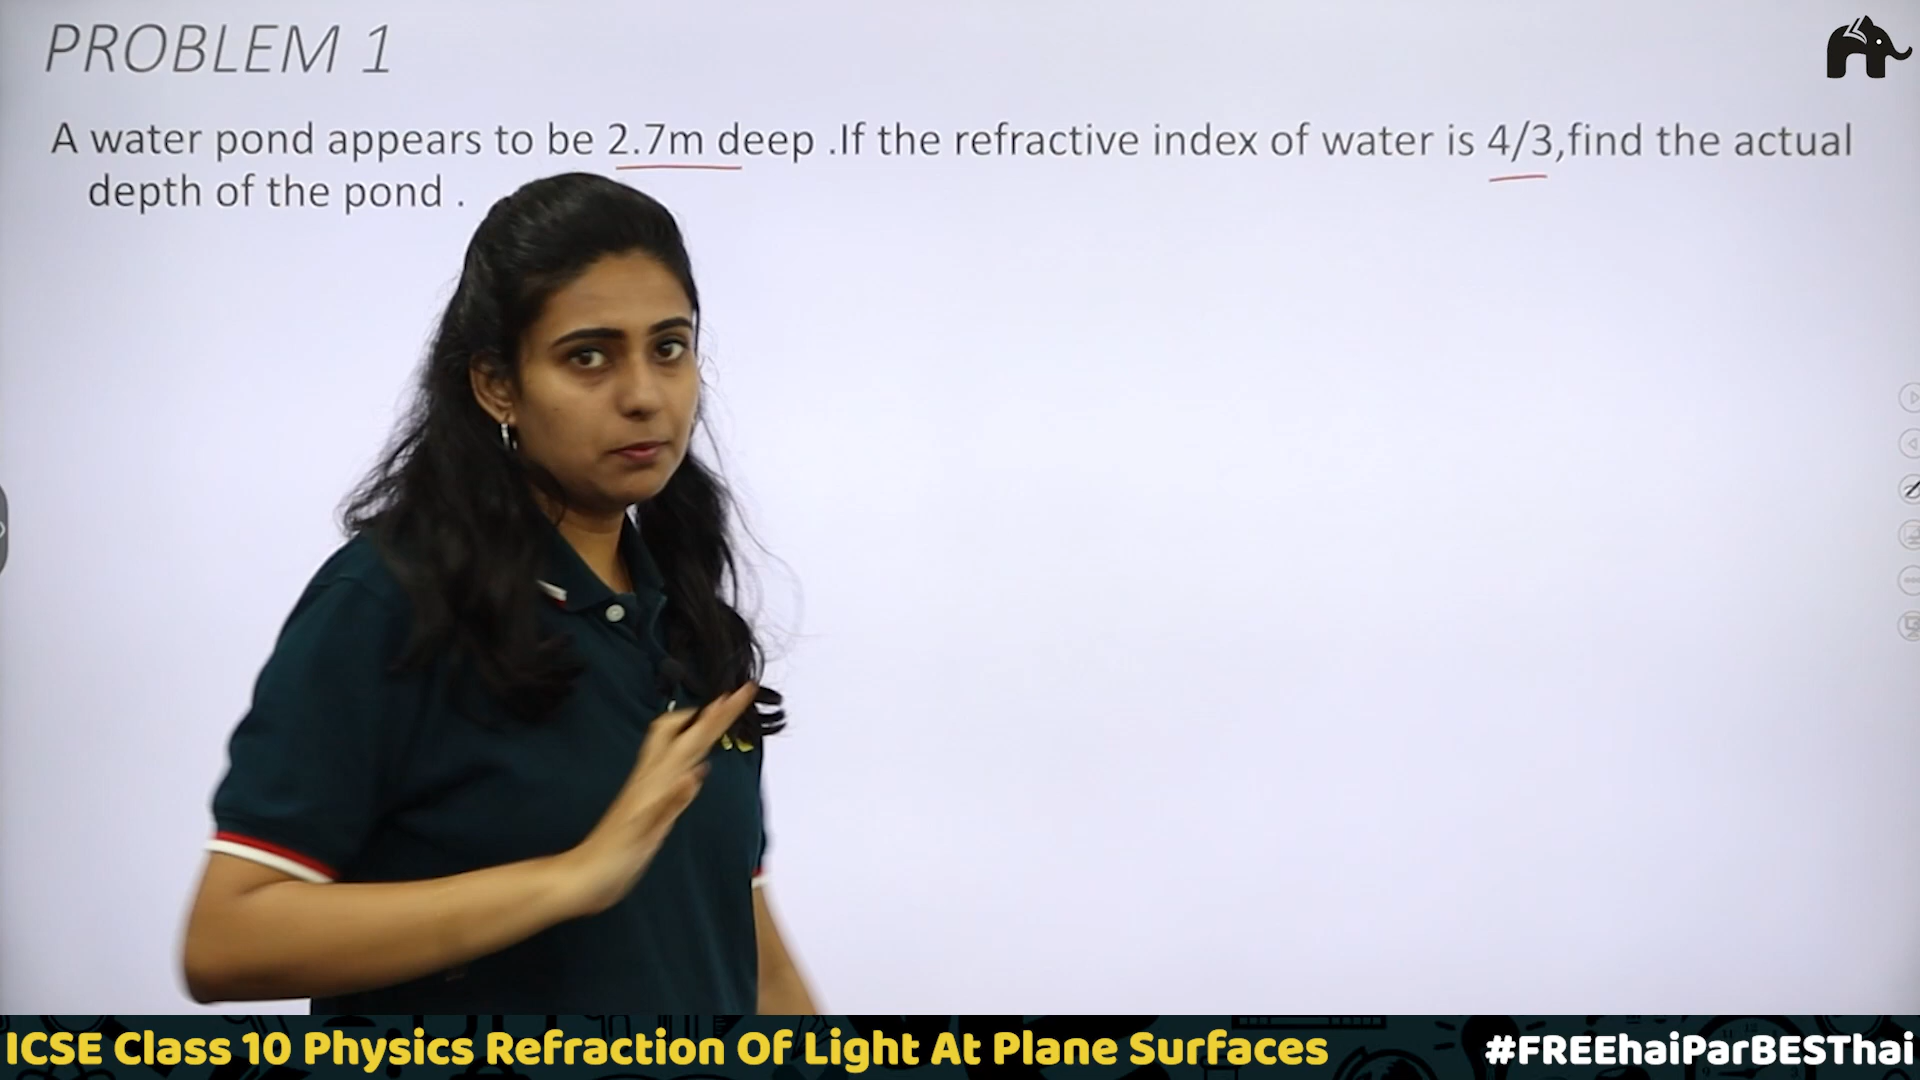 PROBLEM 1
A water pond appears to be 2.7m deep .If the refractive index of water is 4/3,find the actual
depth of the pond .
ICSE Class 10 Physics Refraction Of Light At Plane Surfaces
#FREEhaiParBESThai